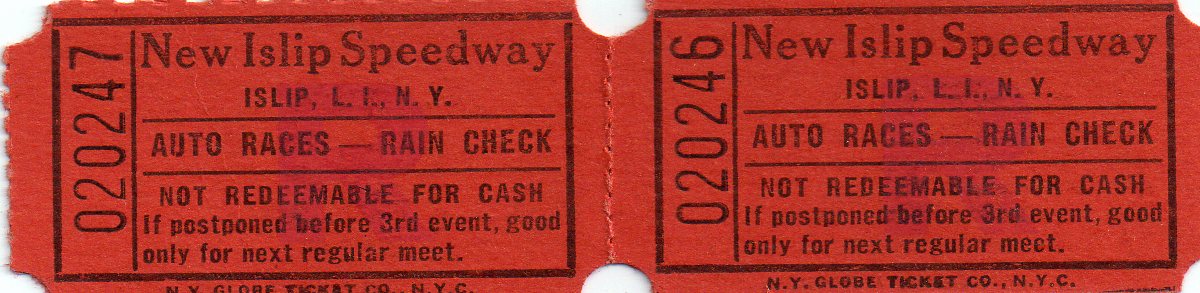 020247
New Islip Speedway
ISLIP, L. I., N. Y.
AUTO RACES — RAIN CHECK
NOT REDEEMABLE FOR CASH
If postponed before 3rd event, good
only for next regular meet.
N.Y. GLOBE TICKET CO., N.Y.C.
020246
New Islip Speedway
ISLIP, L. I., N. Y.
AUTO RACES — RAIN CHECK
NOT REDEEMABLE FOR CASH
If postponed before 3rd event, good
only for next regular meet.
N.Y. GLOBE TICKET CO., N.Y.C.